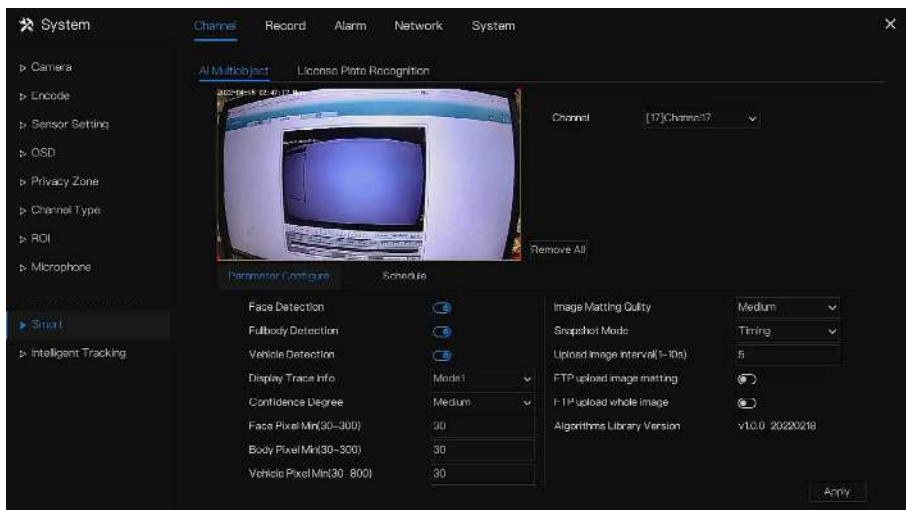 System
Channel Record Alarm Network System
Camera
Encode
Sensor Setting
OSD
Privacy Zone
Channel Type
ROI
Microphone
Smart
Intelligent Tracking
AI Multiobject License Plate Recognition
Channel [17]Channel17
Remove All
Parameter Configure Schedule
Face Detection
Fullbody Detection
Vehicle Detection
Display Trace Info Mode1
Confidence Degree Medium
Face Pixel Min(30-300) 30
Body Pixel Min(30-300) 30
Vehicle Pixel Min(30-800) 30
Image Matting Qulity Medium
Snapshot Mode Timing
Upload Image Interval(1-10s) 5
FTP upload image matting
FTP upload whole image
Algorithms Library Version v1.0.0 20220218
Apply